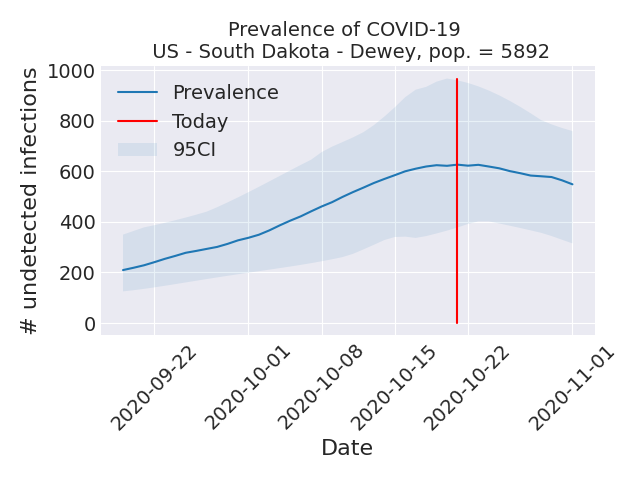 Prevalence of COVID-19
US - South Dakota - Dewey, pop. = 5892
1000
800
600
400
200
0
# undetected infections
Prevalence
Today
95CI
2020-09-22
2020-10-01
2020-10-08
2020-10-15
2020-10-22
2020-11-01
Date